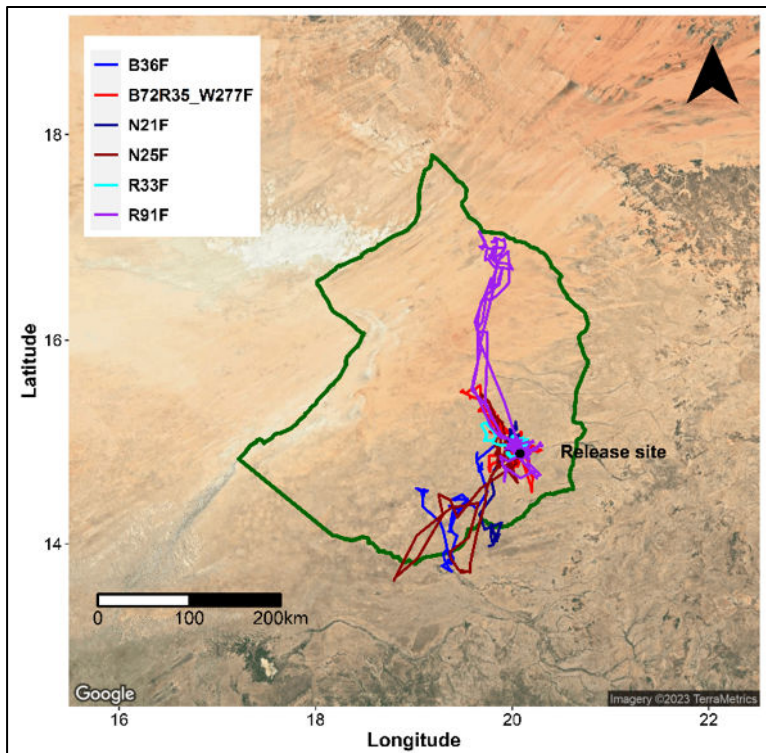 B36F
B72R35_W277F
N21F
N25F
R33F
R91F
18
16
14
Latitude
Release site
0 100 200km
Google
Imagery ©2023 TerraMetrics
16 18 20 22
Longitude